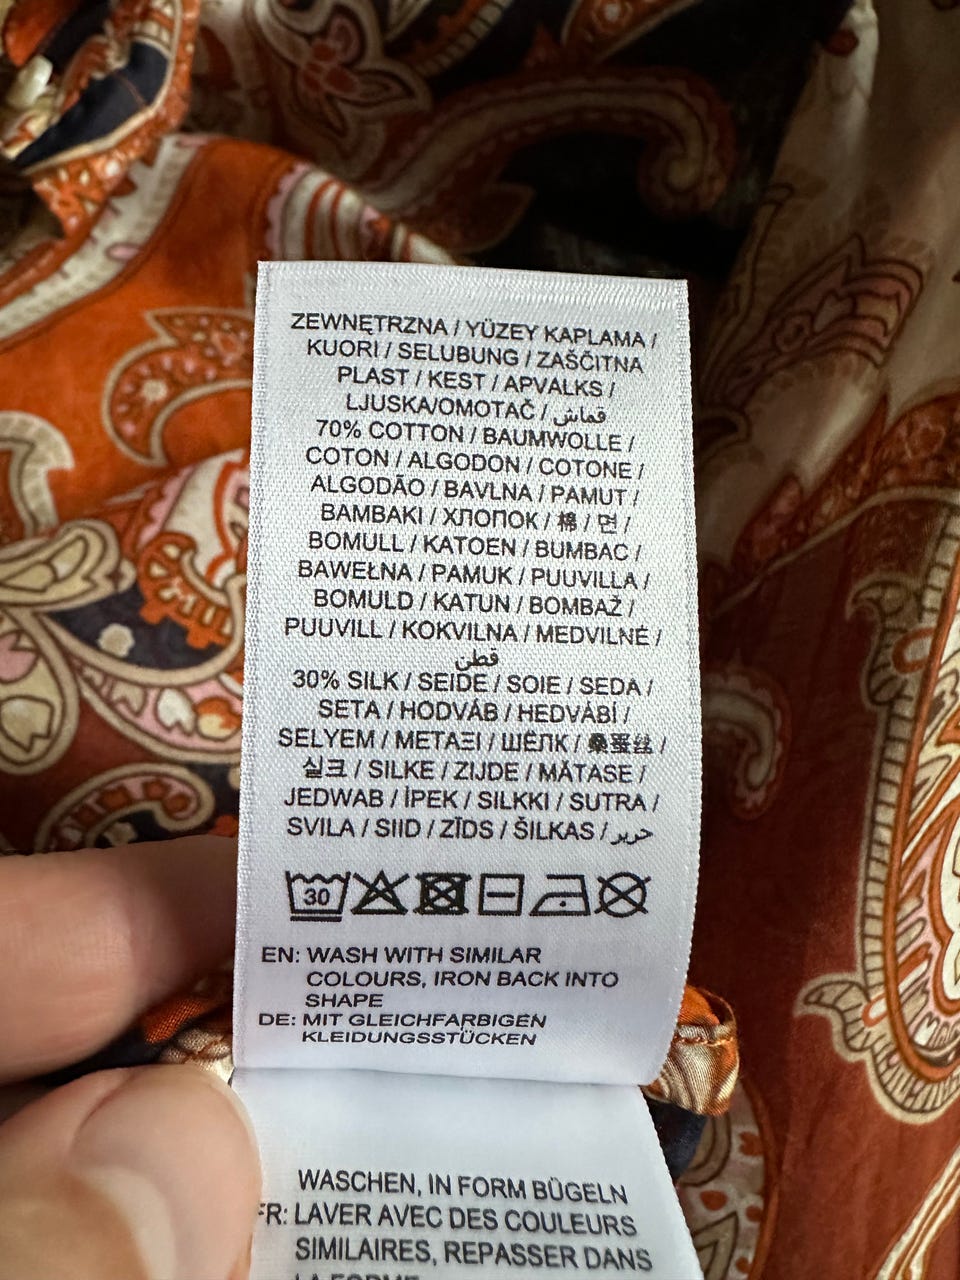 ZEWNĘTRZNA / YÜZEY KAPLAMA /
KUORI / SELUBUNG / ZAŠČITNA
PLAST / KEST / APVALKS /
LJUSKA/OMOTAČ / قماش
70% COTTON / BAUMWOLLE /
COTON / ALGODON / COTONE /
ALGODÃO / BAVLNA / PAMUT /
BAMBAKI / ХЛОПОК / 棉 / 면 /
BOMULL / KATOEN / BUMBAC /
BAWEŁNA / PAMUK / PUUVILLA /
BOMULD / KATUN / BOMBAŽ /
PUUVILL / KOKVILNA / MEDVILNĖ /
قطن
30% SILK / SEIDE / SOIE / SEDA /
SETA / HODVÁB / HEDVÁBÍ /
SELYEM / ΜΕΤΑΞΙ / ШЁЛК / 桑蚕丝 /
실크 / SILKE / ZIJDE / MĂTASE /
JEDWAB / İPEK / SILKKI / SUTRA /
SVILA / SIID / ZĪDS / ŠILKAS / حرير
30
EN: WASH WITH SIMILAR
COLOURS, IRON BACK INTO
SHAPE
DE: MIT GLEICHFARBIGEN
KLEIDUNGSSTÜCKEN
WASCHEN, IN FORM BÜGELN
FR: LAVER AVEC DES COULEURS
SIMILAIRES, REPASSER DANS
LA FORME